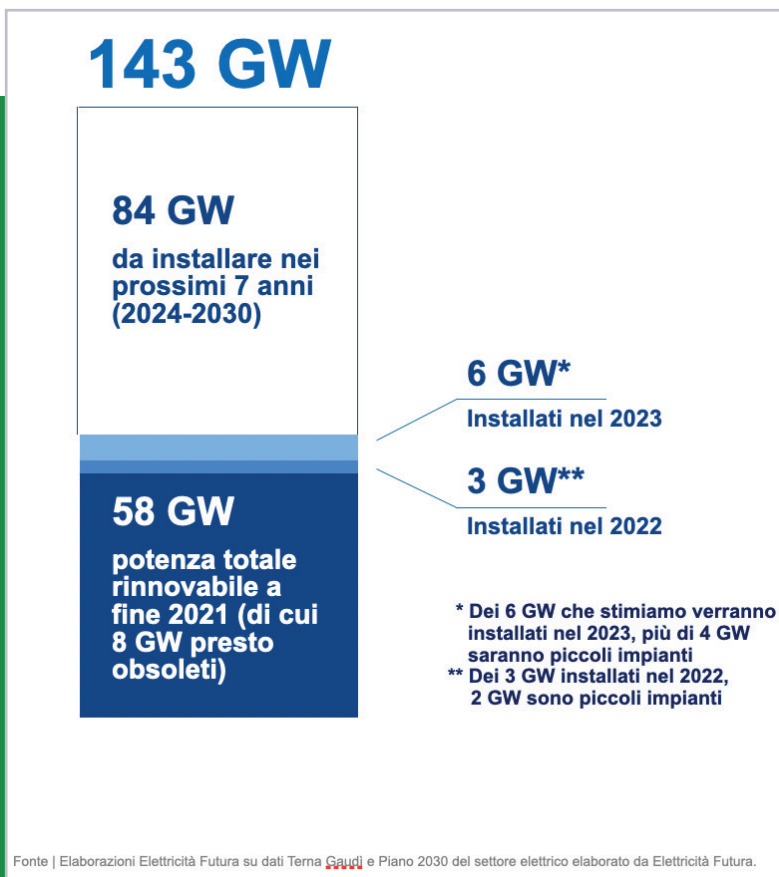 143 GW
84 GW
da installare nei
prossimi 7 anni
(2024-2030)
6 GW*
Installati nel 2023
3 GW**
Installati nel 2022
58 GW
potenza totale
rinnovabile a
fine 2021 (di cui
8 GW presto
obsoleti)
* Dei 6 GW che stimiamo verranno
installati nel 2023, più di 4 GW
saranno piccoli impianti
** Dei 3 GW installati nel 2022,
2 GW sono piccoli impianti
Fonte | Elaborazioni Elettricità Futura su dati Terna Gaudì e Piano 2030 del settore elettrico elaborato da Elettricità Futura.